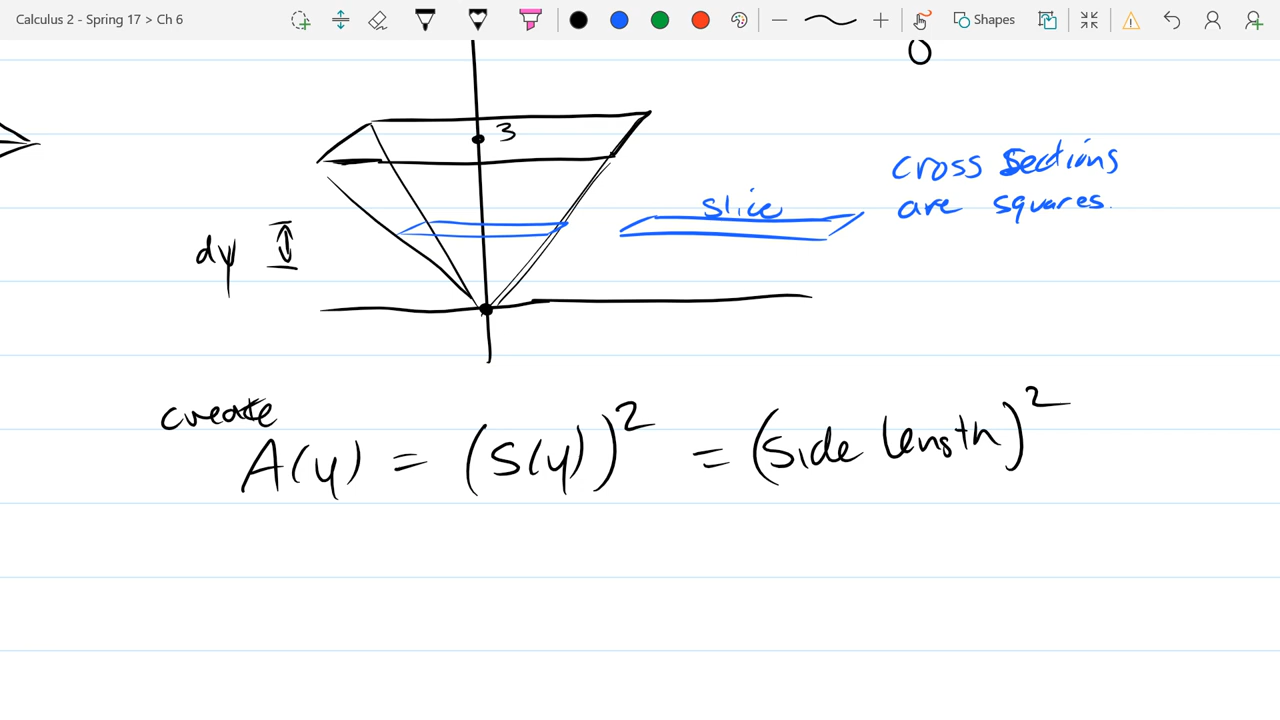 Calculus 2 - Spring 17 > Ch 6
Shapes
0
3
cross sections
are squares.
slice
dy
create
A(y) = (S(y))² = (Side length)²